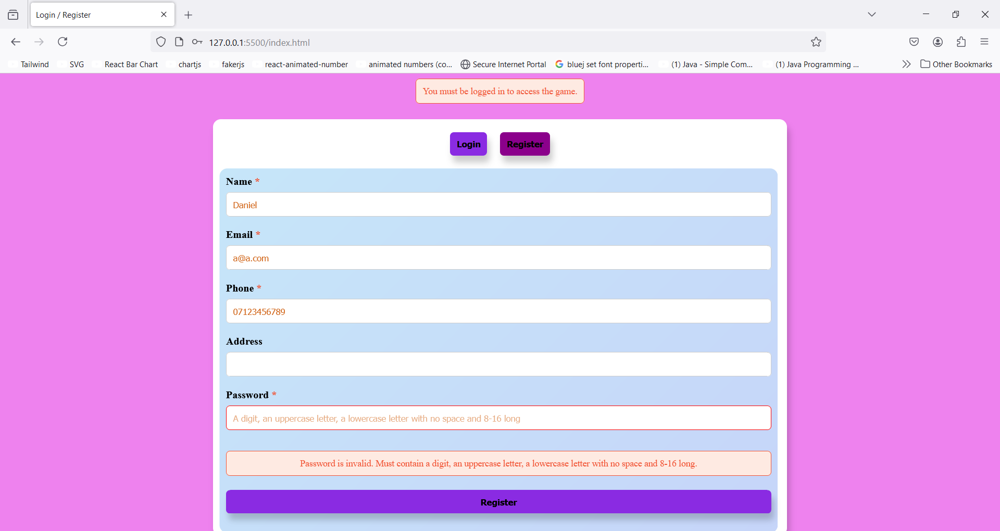 Login / Register
127.0.0.1:5500/index.html
Tailwind SVG React Bar Chart chartjs fakerjs react-animated-number animated numbers (co... Secure Internet Portal bluej set font properti... (1) Java - Simple Com... (1) Java Programming ... Other Bookmarks
You must be logged in to access the game.
Login Register
Name *
Daniel
Email *
a@a.com
Phone *
07123456789
Address
Password *
A digit, an uppercase letter, a lowercase letter with no space and 8-16 long
Password is invalid. Must contain a digit, an uppercase letter, a lowercase letter with no space and 8-16 long.
Register